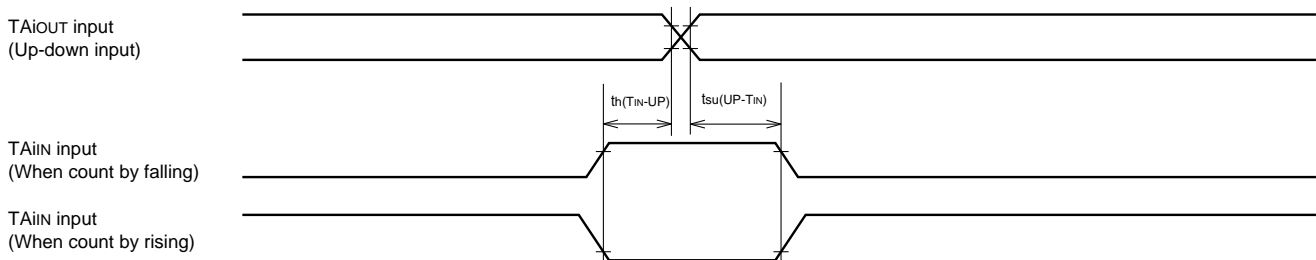 TAiOUT input
(Up-down input)
th(TIN-UP)
tsu(UP-TIN)
TAiIN input
(When count by falling)
TAiIN input
(When count by rising)